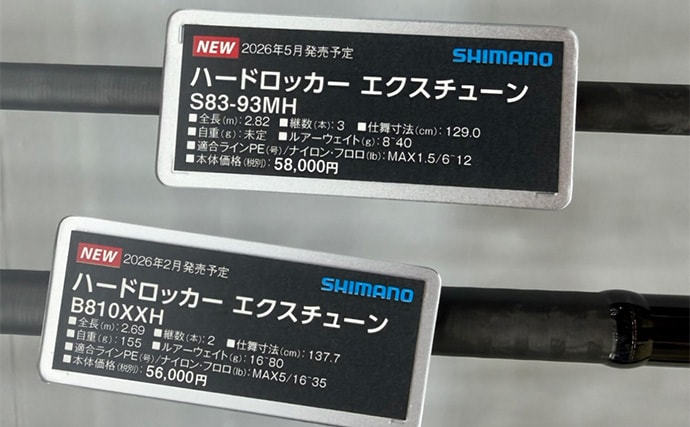 NEW 2026年5月発売予定 SHIMANO
ハードロッカー エクスチューン
S83-93MH
■全長(m):2.82 ■継数(本):3 ■仕舞寸法(cm):129.0
■自重(g):未定 ■ルアーウェイト(g):8~40
■適合ラインPE(号)/ナイロン・フロロ(lb):MAX1.5/6~12
■本体価格(税別):58,000円
NEW 2026年2月発売予定 SHIMANO
ハードロッカー エクスチューン
B810XXH
■全長(m):2.69 ■継数(本):2 ■仕舞寸法(cm):137.7
■自重(g):155 ■ルアーウェイト(g):16~80
■適合ラインPE(号)/ナイロン・フロロ(lb):MAX5/16~35
■本体価格(税別):56,000円